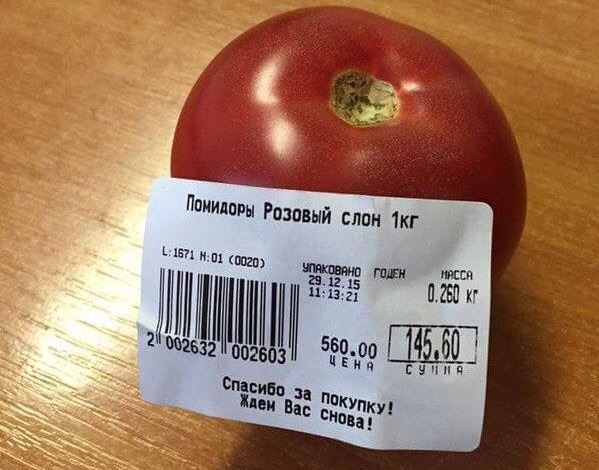 Помидоры Розовый слон 1кг
L:1671 М:01 (0020)
УПАКОВАНО ГОДЕН МАССА
29.12.15
11:13:21
0.260 кг
2 002632 002603
560.00 145.60
ЦЕНА СУММА
Спасибо за покупку!
Ждем Вас снова!